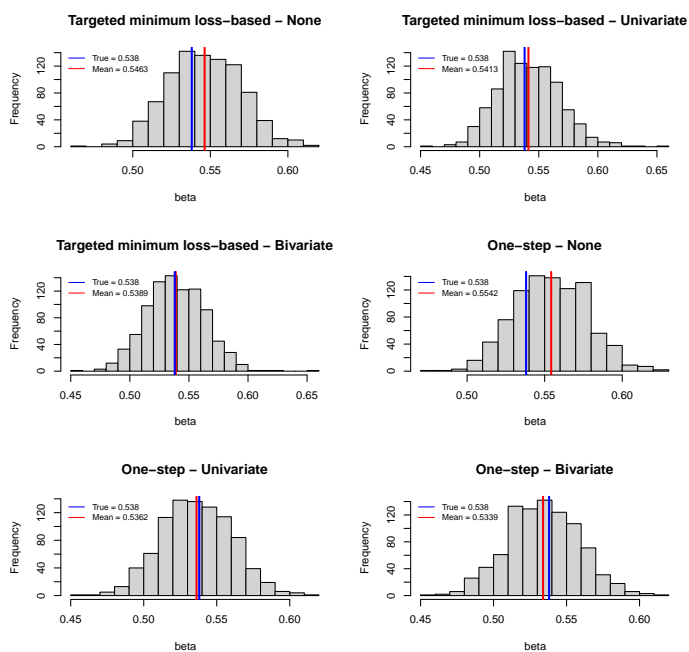 Targeted minimum loss−based − None
True = 0.538
Mean = 0.5463
Frequency
0 40 80 120
0.50 0.55 0.60
beta
Targeted minimum loss−based − Univariate
True = 0.538
Mean = 0.5413
Frequency
0 40 80 120
0.45 0.50 0.55 0.60 0.65
beta
Targeted minimum loss−based − Bivariate
True = 0.538
Mean = 0.5389
Frequency
0 40 80 120
0.45 0.50 0.55 0.60 0.65
beta
One−step − None
True = 0.538
Mean = 0.5542
Frequency
0 40 80 120
0.50 0.55 0.60
beta
One−step − Univariate
True = 0.538
Mean = 0.5362
Frequency
0 40 80 120
0.50 0.55 0.60
beta
One−step − Bivariate
True = 0.538
Mean = 0.5339
Frequency
0 40 80 120
0.45 0.50 0.55 0.60
beta